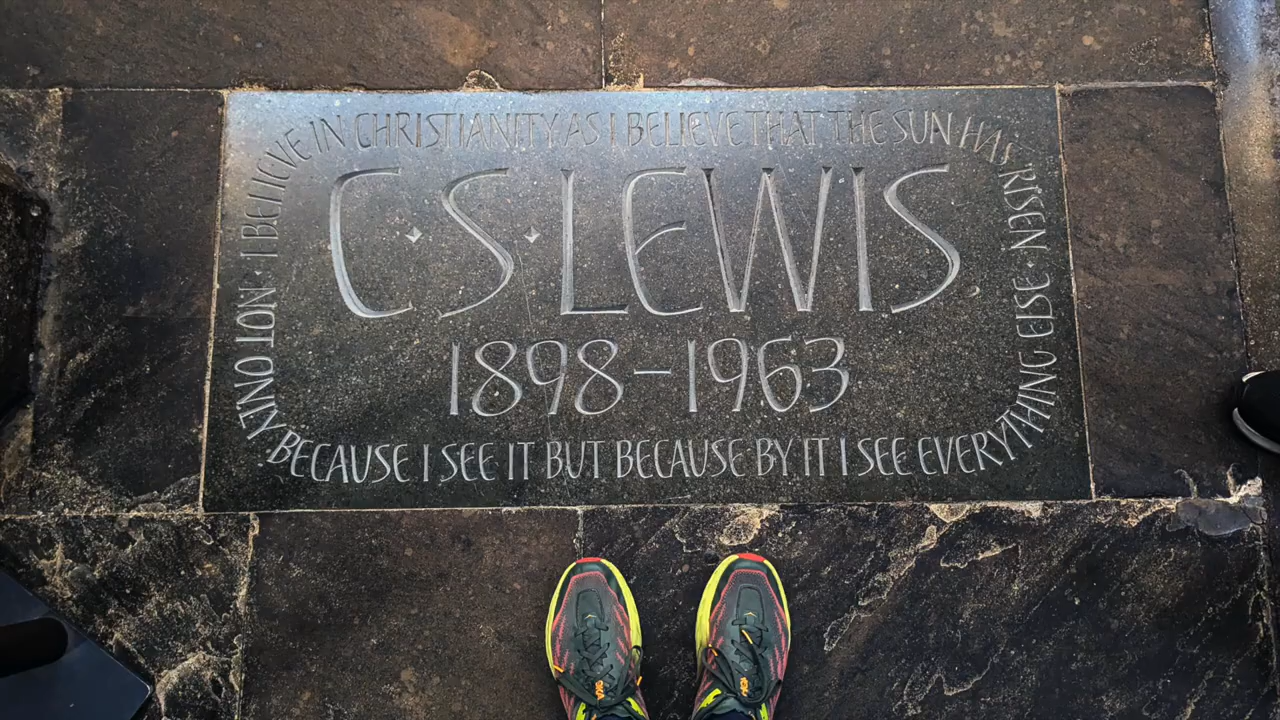 I BELIEVE IN CHRISTIANITY AS I BELIEVE THAT THE SUN HAS RISEN · NOT ONLY BECAUSE I SEE IT BUT BECAUSE BY IT I SEE EVERYTHING ELSE ·
C·S·LEWIS
1898–1963